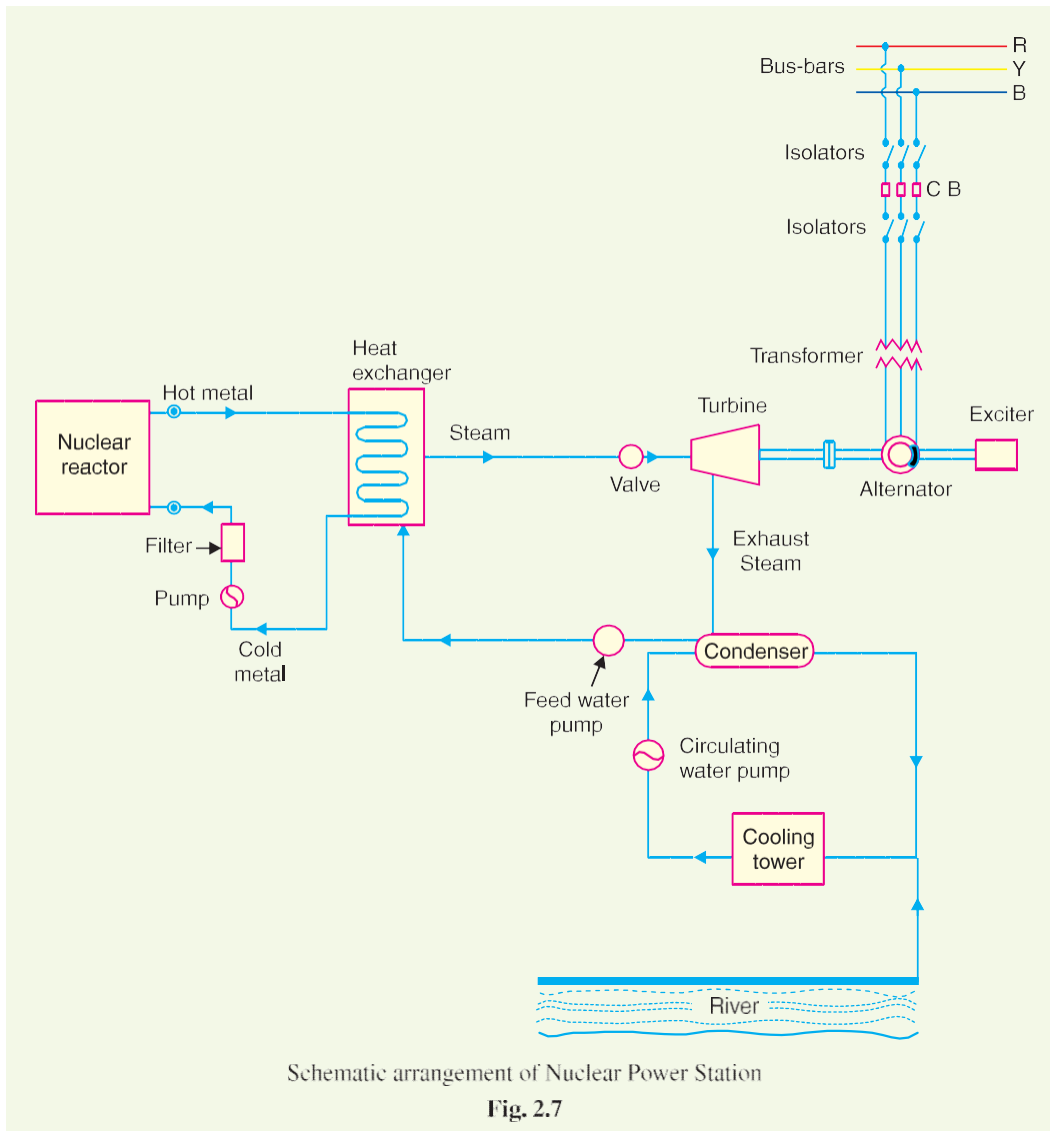 R
Bus-bars
Y
B
Isolators
C B
Isolators
Transformer
Heat
exchanger
Hot metal
Turbine
Exciter
Nuclear
reactor
Steam
Valve
Alternator
Filter
Exhaust
Steam
Pump
Cold
metal
Condenser
Feed water
pump
Circulating
water pump
Cooling
tower
River
Schematic arrangement of Nuclear Power Station
Fig. 2.7